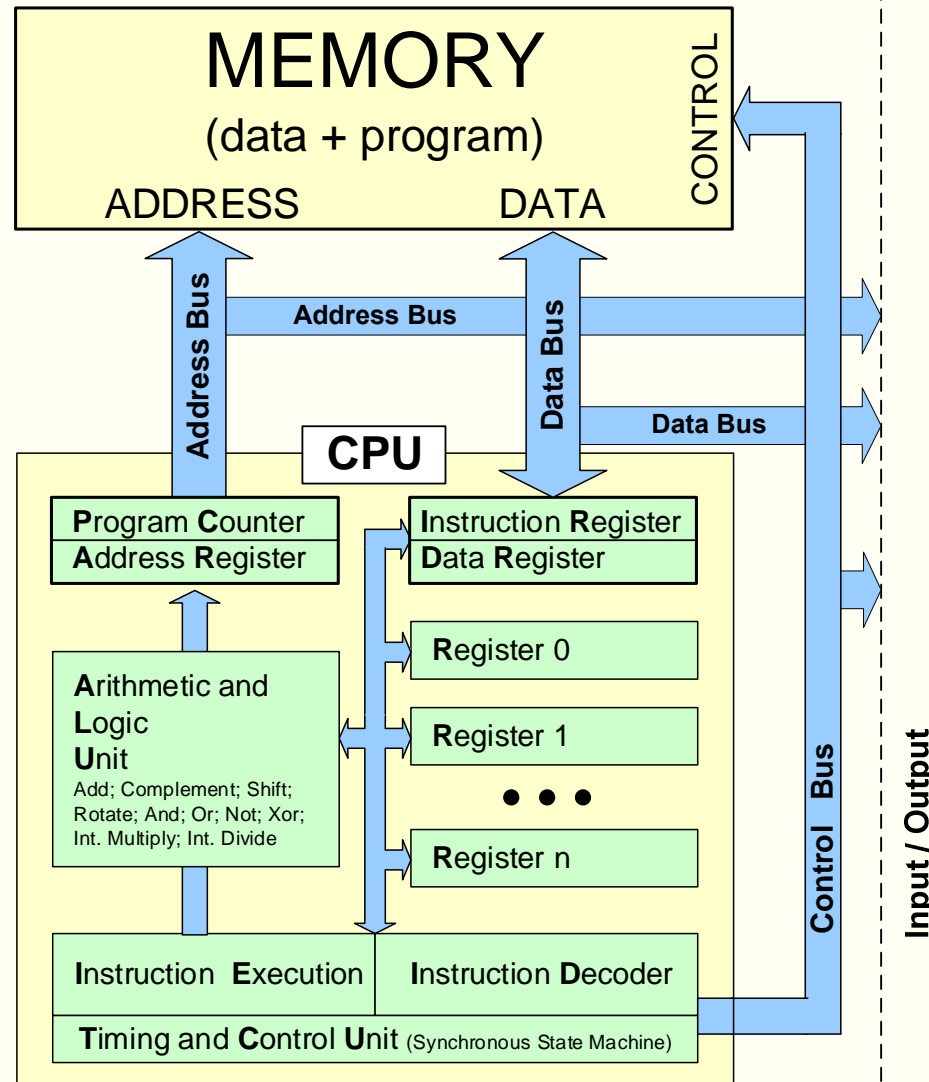 MEMORY
(data + program)
CONTROL
ADDRESS
DATA
Address Bus
Address Bus
Data Bus
Data Bus
CPU
Program Counter
Address Register
Instruction Register
Data Register
Register 0
Arithmetic and
Logic
Unit
Add; Complement; Shift;
Rotate; And; Or; Not; Xor;
Int. Multiply; Int. Divide
Register 1
• • •
Register n
Control Bus
Input / Output
Instruction Execution
Instruction Decoder
Timing and Control Unit (Synchronous State Machine)